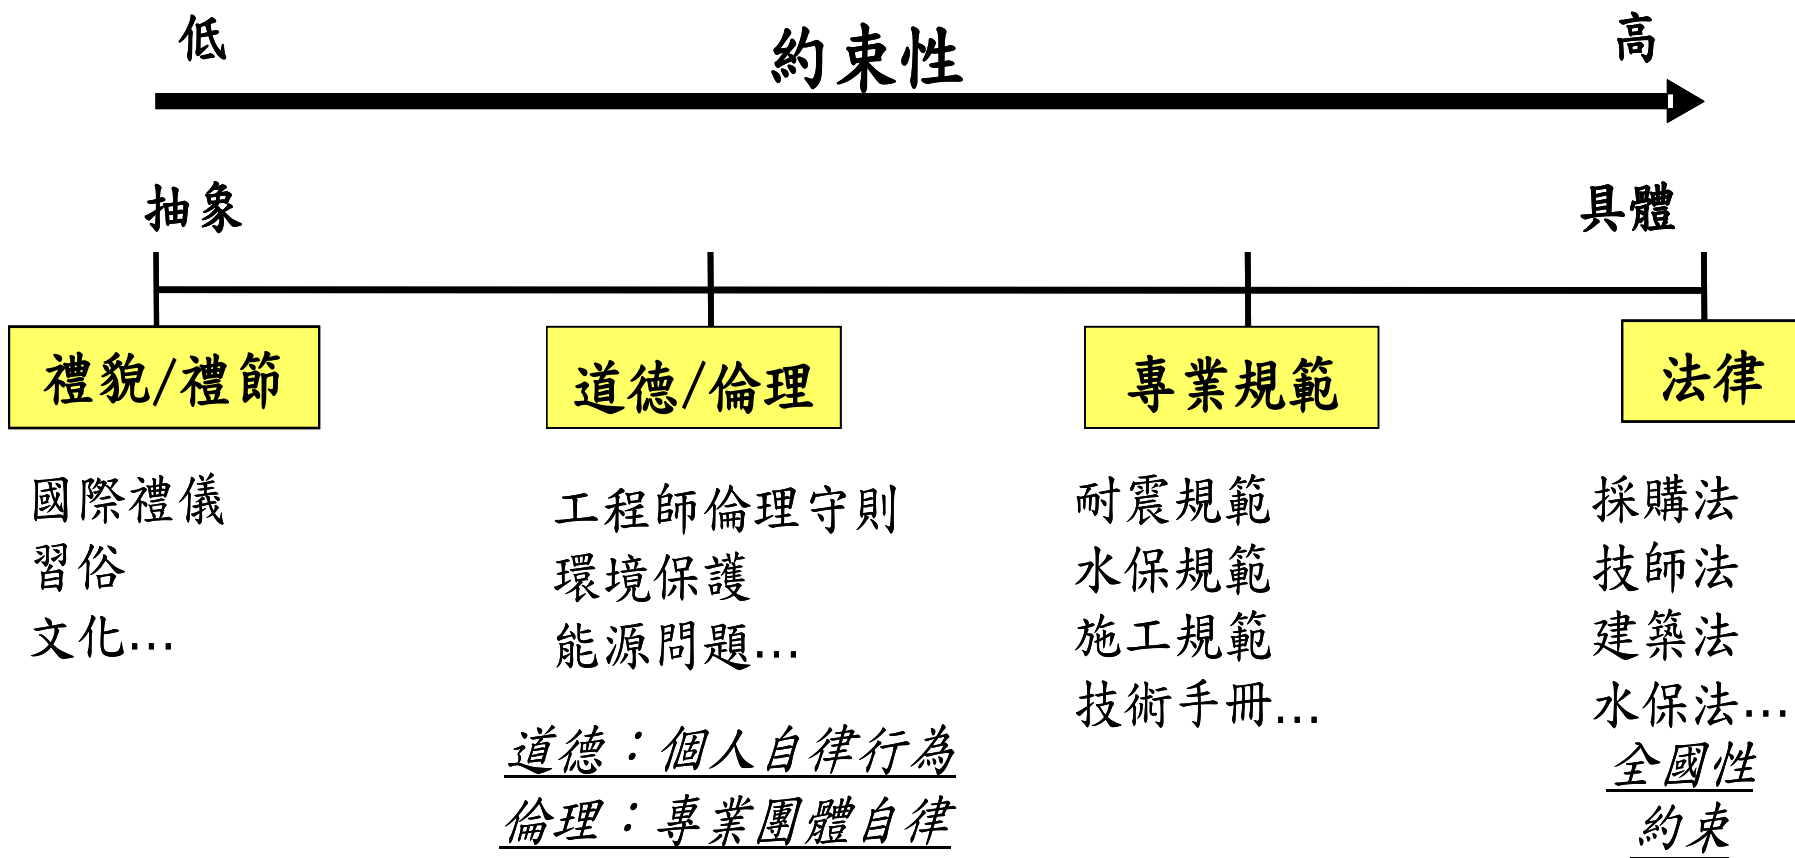 低
約束性
高
抽象
具體
禮貌/禮節
道德/倫理
專業規範
法律
國際禮儀
習俗
文化…
工程師倫理守則
環境保護
能源問題…
道德：個人自律行為
倫理：專業團體自律
耐震規範
水保規範
施工規範
技術手冊…
採購法
技師法
建築法
水保法…
全國性
約束